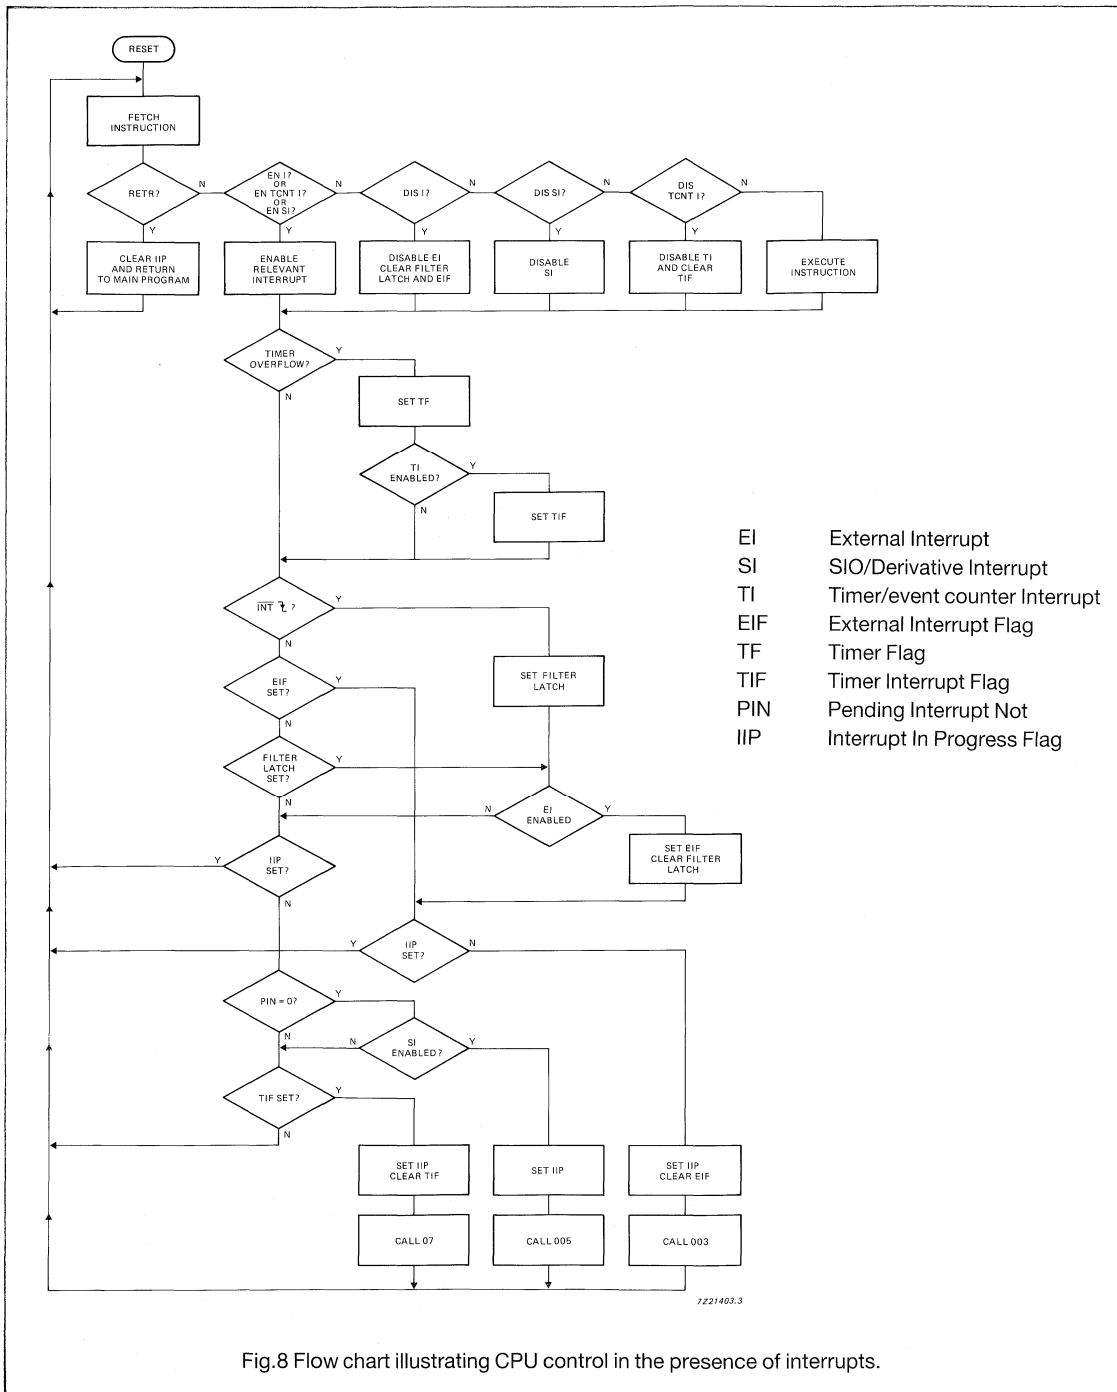 RESET
FETCH
INSTRUCTION
RETR?
N
Y
EN I?
OR
EN TCNT I?
OR
EN SI?
N
Y
DIS I?
N
Y
DIS SI?
N
Y
DIS
TCNT I?
N
Y
CLEAR IIP
AND RETURN
TO MAIN PROGRAM
ENABLE
RELEVANT
INTERRUPT
DISABLE EI
CLEAR FILTER
LATCH AND EIF
DISABLE
SI
DISABLE TI
AND CLEAR
TIF
EXECUTE
INSTRUCTION
TIMER
OVERFLOW?
Y
N
SET TF
TI
ENABLED?
Y
N
SET TIF
INT ?
Y
N
SET FILTER
LATCH
EIF
SET?
Y
N
FILTER
LATCH
SET?
Y
N
EI
ENABLED
N
Y
SET EIF
CLEAR FILTER
LATCH
IIP
SET?
Y
N
IIP
SET?
Y
N
PIN = 0?
Y
N
SI
ENABLED?
N
Y
TIF SET?
Y
N
SET IIP
CLEAR TIF
SET IIP
SET IIP
CLEAR EIF
CALL 07
CALL 005
CALL 003
EI External Interrupt
SI SIO/Derivative Interrupt
TI Timer/event counter Interrupt
EIF External Interrupt Flag
TF Timer Flag
TIF Timer Interrupt Flag
PIN Pending Interrupt Not
IIP Interrupt In Progress Flag
7Z21403.3
Fig.8 Flow chart illustrating CPU control in the presence of interrupts.